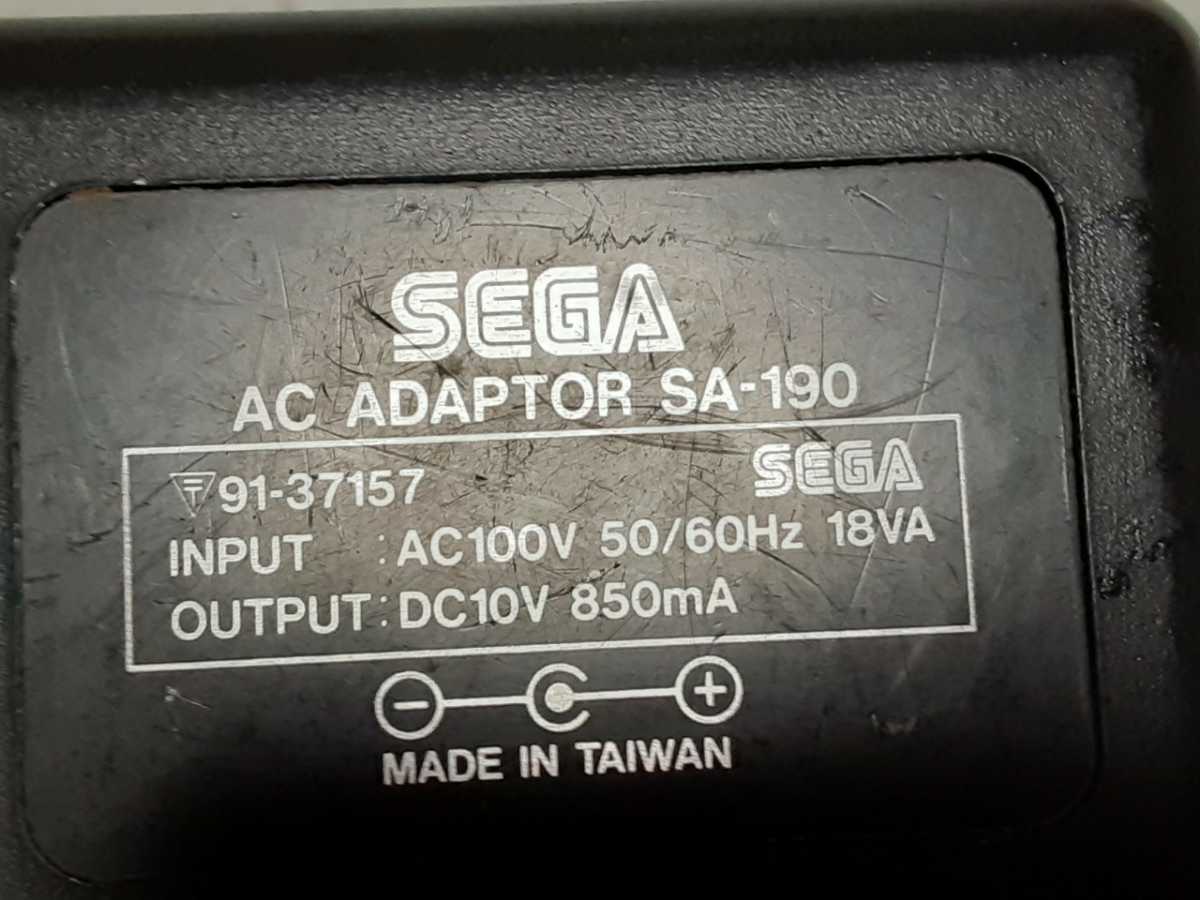 SEGA
AC ADAPTOR SA-190
91-37157 SEGA
INPUT : AC100V 50/60Hz 18VA
OUTPUT : DC10V 850mA
MADE IN TAIWAN